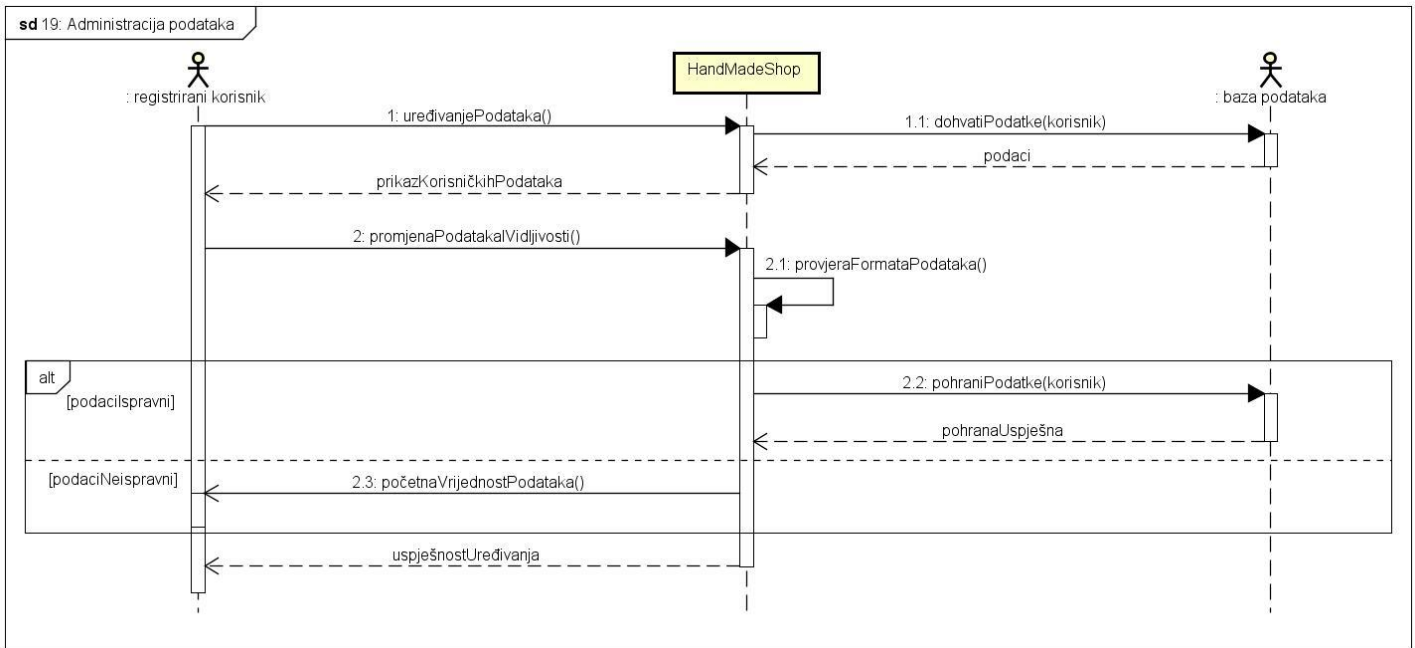 sd 19: Administracija podataka
: registrirani korisnik
HandMadeShop
: baza podataka
1: uređivanjePodataka()
1.1: dohvatiPodatke(korisnik)
podaci
prikazKorisničkihPodataka
2: promjenaPodatakaIVidljivosti()
2.1: provjeraFormataPodataka()
alt
[podaciIspravni]
2.2: pohraniPodatke(korisnik)
pohranaUspješna
[podaciNeispravni]
2.3: početnaVrijednostPodataka()
uspješnostUređivanja